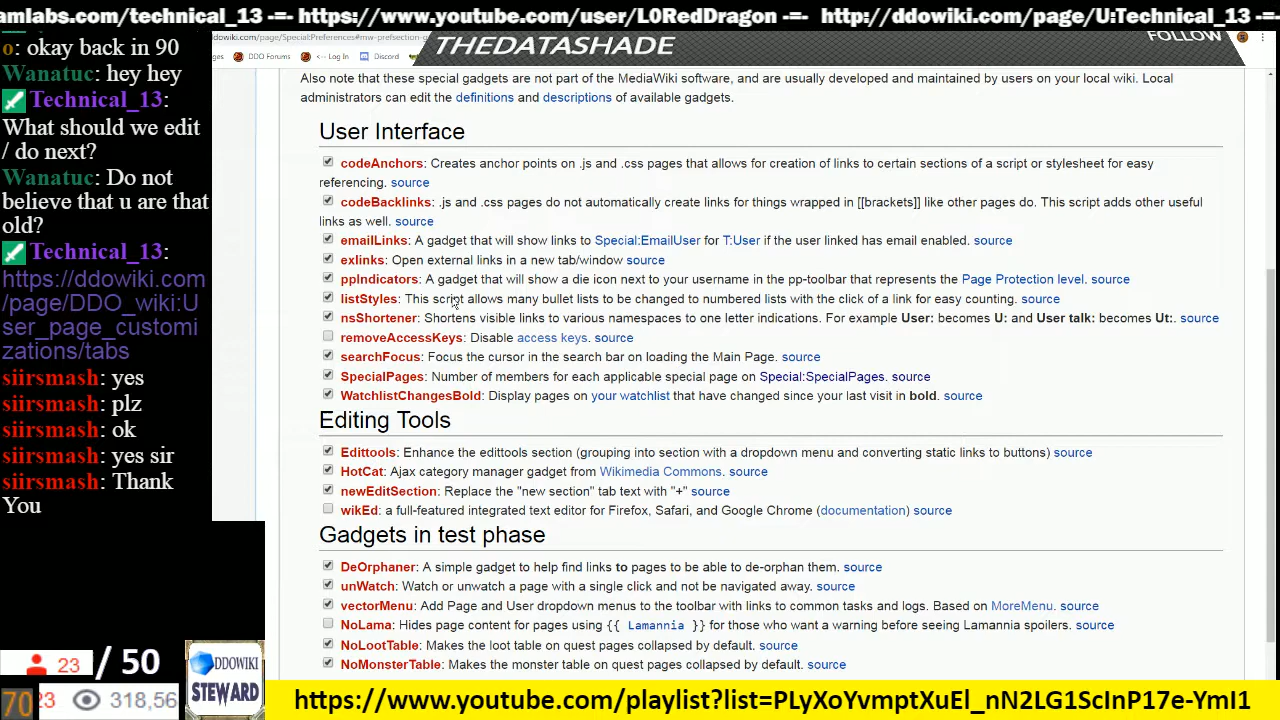 amlabs.com/technical_13 -=- https://www.youtube.com/user/L0RedDragon -=- http://ddowiki.com/page/U:Technical_13 -=-
o: okay back in 90
Wanatuc: hey hey
Technical_13:
What should we edit
/ do next?
Wanatuc: Do not
believe that u are that
old?
Technical_13:
https://ddowiki.com
/page/DDO_wiki:U
ser_page_customi
zations/tabs
siirsmash: yes
siirsmash: plz
siirsmash: ok
siirsmash: yes sir
siirsmash: Thank
You
23 / 50
70
23 318,56
DDOWIKI
STEWARD
dowiki.com/page/Special:Preferences#mw-prefsection-g
THEDATASHADE
FOLLOW
ges DDO Forums <-- Log In Discord
Also note that these special gadgets are not part of the MediaWiki software, and are usually developed and maintained by users on your local wiki. Local
administrators can edit the definitions and descriptions of available gadgets.
User Interface
codeAnchors: Creates anchor points on .js and .css pages that allows for creation of links to certain sections of a script or stylesheet for easy
referencing. source
codeBacklinks: .js and .css pages do not automatically create links for things wrapped in [[brackets]] like other pages do. This script adds other useful
links as well. source
emailLinks: A gadget that will show links to Special:EmailUser for T:User if the user linked has email enabled. source
exlinks: Open external links in a new tab/window source
ppIndicators: A gadget that will show a die icon next to your username in the pp-toolbar that represents the Page Protection level. source
listStyles: This script allows many bullet lists to be changed to numbered lists with the click of a link for easy counting. source
nsShortener: Shortens visible links to various namespaces to one letter indications. For example User: becomes U: and User talk: becomes Ut:. source
removeAccessKeys: Disable access keys. source
searchFocus: Focus the cursor in the search bar on loading the Main Page. source
SpecialPages: Number of members for each applicable special page on Special:SpecialPages. source
WatchlistChangesBold: Display pages on your watchlist that have changed since your last visit in bold. source
Editing Tools
Edittools: Enhance the edittools section (grouping into section with a dropdown menu and converting static links to buttons) source
HotCat: Ajax category manager gadget from Wikimedia Commons. source
newEditSection: Replace the "new section" tab text with "+" source
wikEd: a full-featured integrated text editor for Firefox, Safari, and Google Chrome (documentation) source
Gadgets in test phase
DeOrphaner: A simple gadget to help find links to pages to be able to de-orphan them. source
unWatch: Watch or unwatch a page with a single click and not be navigated away. source
vectorMenu: Add Page and User dropdown menus to the toolbar with links to common tasks and logs. Based on MoreMenu. source
NoLama: Hides page content for pages using {{ Lamannia }} for those who want a warning before seeing Lamannia spoilers. source
NoLootTable: Makes the loot table on quest pages collapsed by default. source
NoMonsterTable: Makes the monster table on quest pages collapsed by default. source
https://www.youtube.com/playlist?list=PLyXoYvmptXuEl_nN2LG1ScInP17e-YmI1